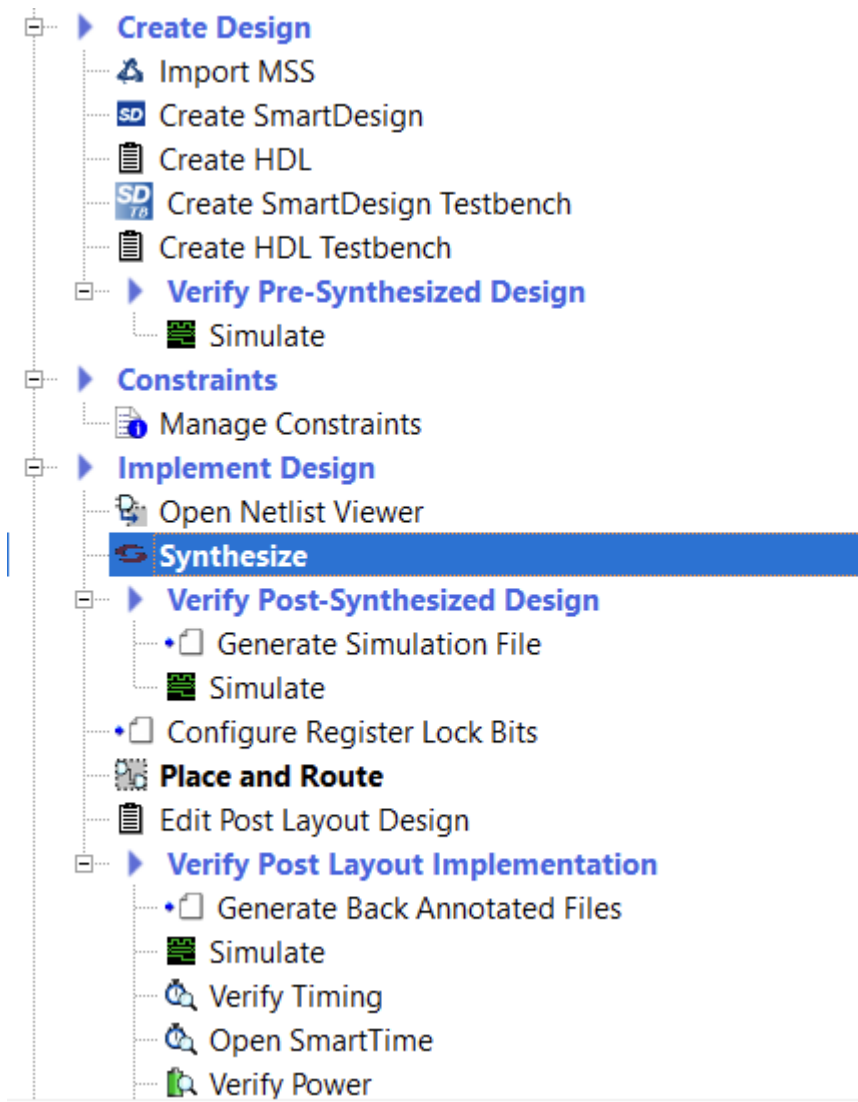 Create Design
Import MSS
SD Create SmartDesign
Create HDL
SD TB Create SmartDesign Testbench
Create HDL Testbench
Verify Pre-Synthesized Design
Simulate
Constraints
Manage Constraints
Implement Design
Open Netlist Viewer
Synthesize
Verify Post-Synthesized Design
Generate Simulation File
Simulate
Configure Register Lock Bits
Place and Route
Edit Post Layout Design
Verify Post Layout Implementation
Generate Back Annotated Files
Simulate
Verify Timing
Open SmartTime
Verify Power